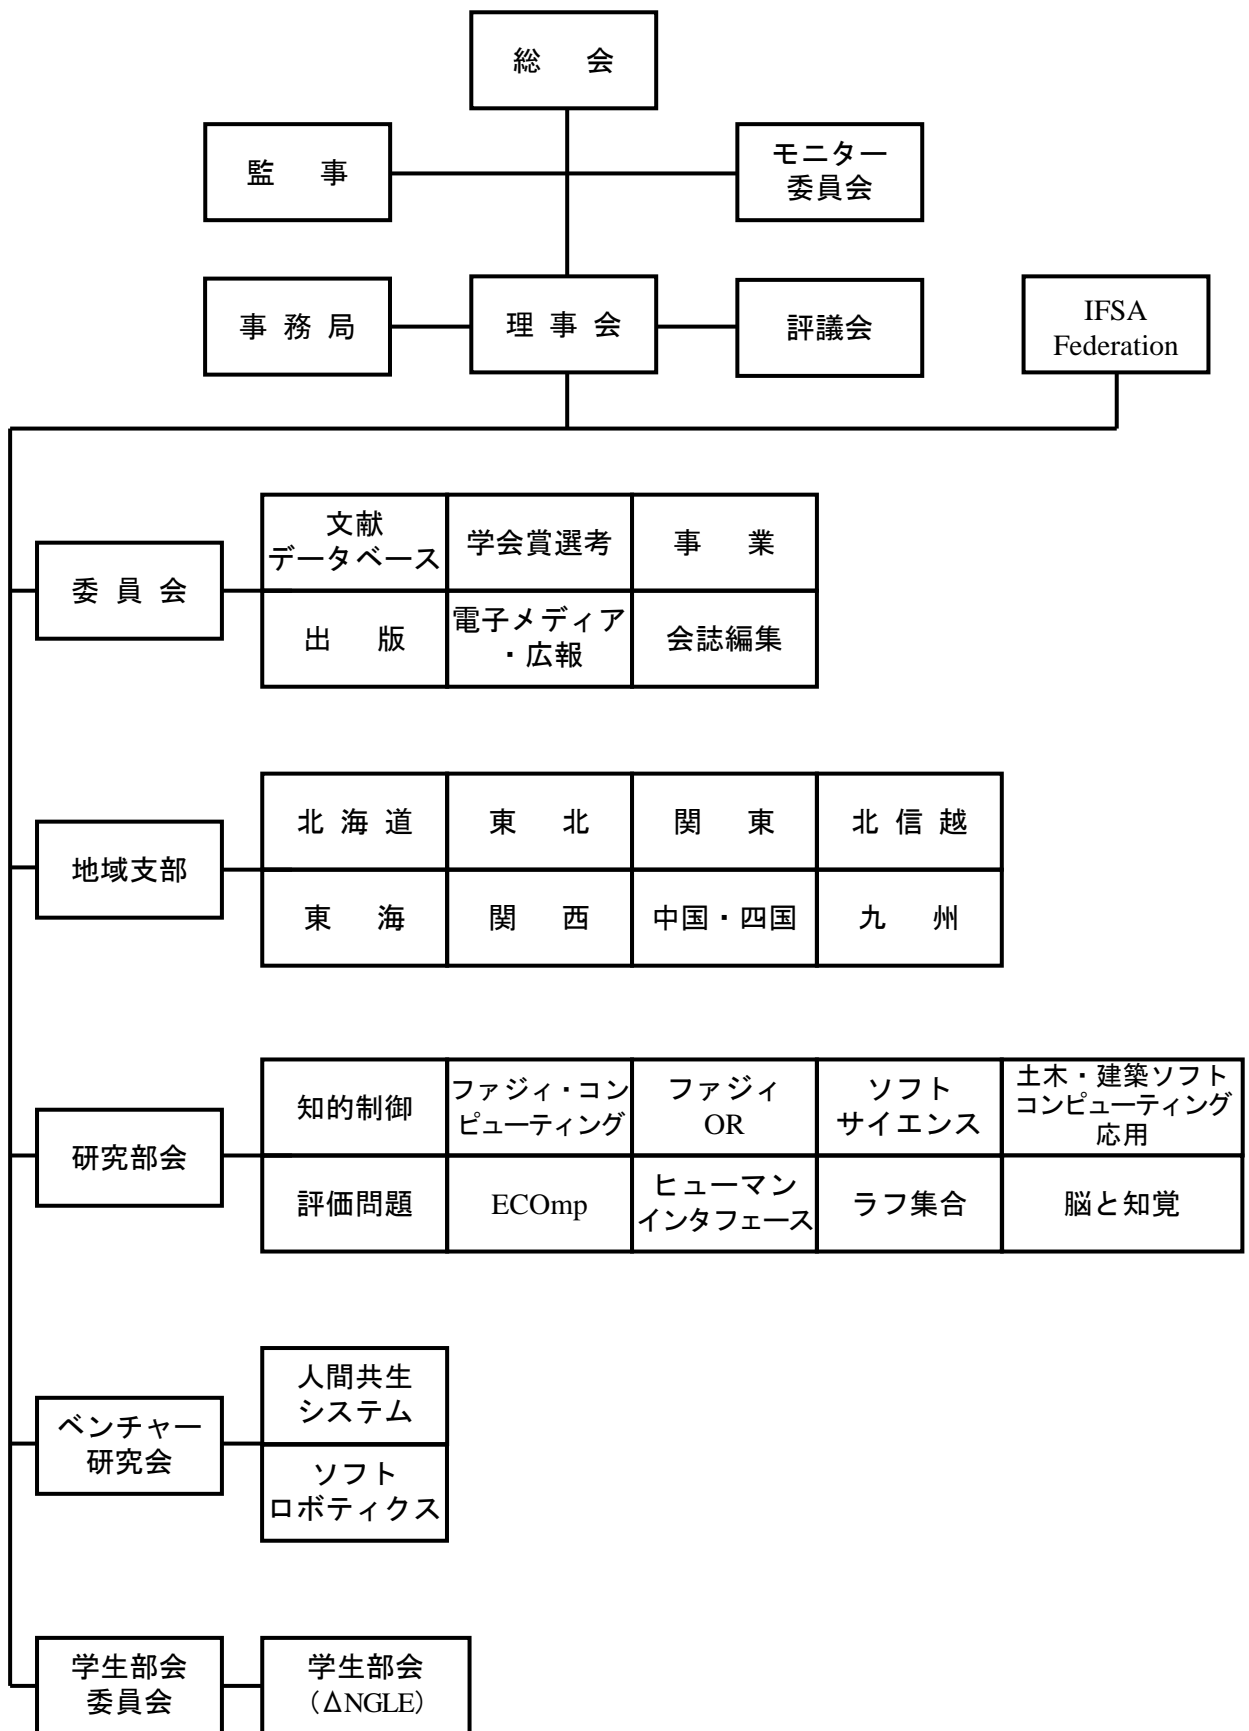 総　会
監　事
モニター
委員会
事 務 局
理 事 会
評議会
IFSA
Federation
委 員 会
文献
データベース
学会賞選考
事　業
出　版
電子メディア
・広報
会誌編集
地域支部
北 海 道
東　北
関　東
北 信 越
東　海
関　西
中国・四国
九　州
研究部会
知的制御
ファジィ・コン
ピューティング
ファジィ
OR
ソフト
サイエンス
土木・建築ソフト
コンピューティング
応用
評価問題
ECOmp
ヒューマン
インタフェース
ラフ集合
脳と知覚
ベンチャー
研究会
人間共生
システム
ソフト
ロボティクス
学生部会
委員会
学生部会
（ΔNGLE）